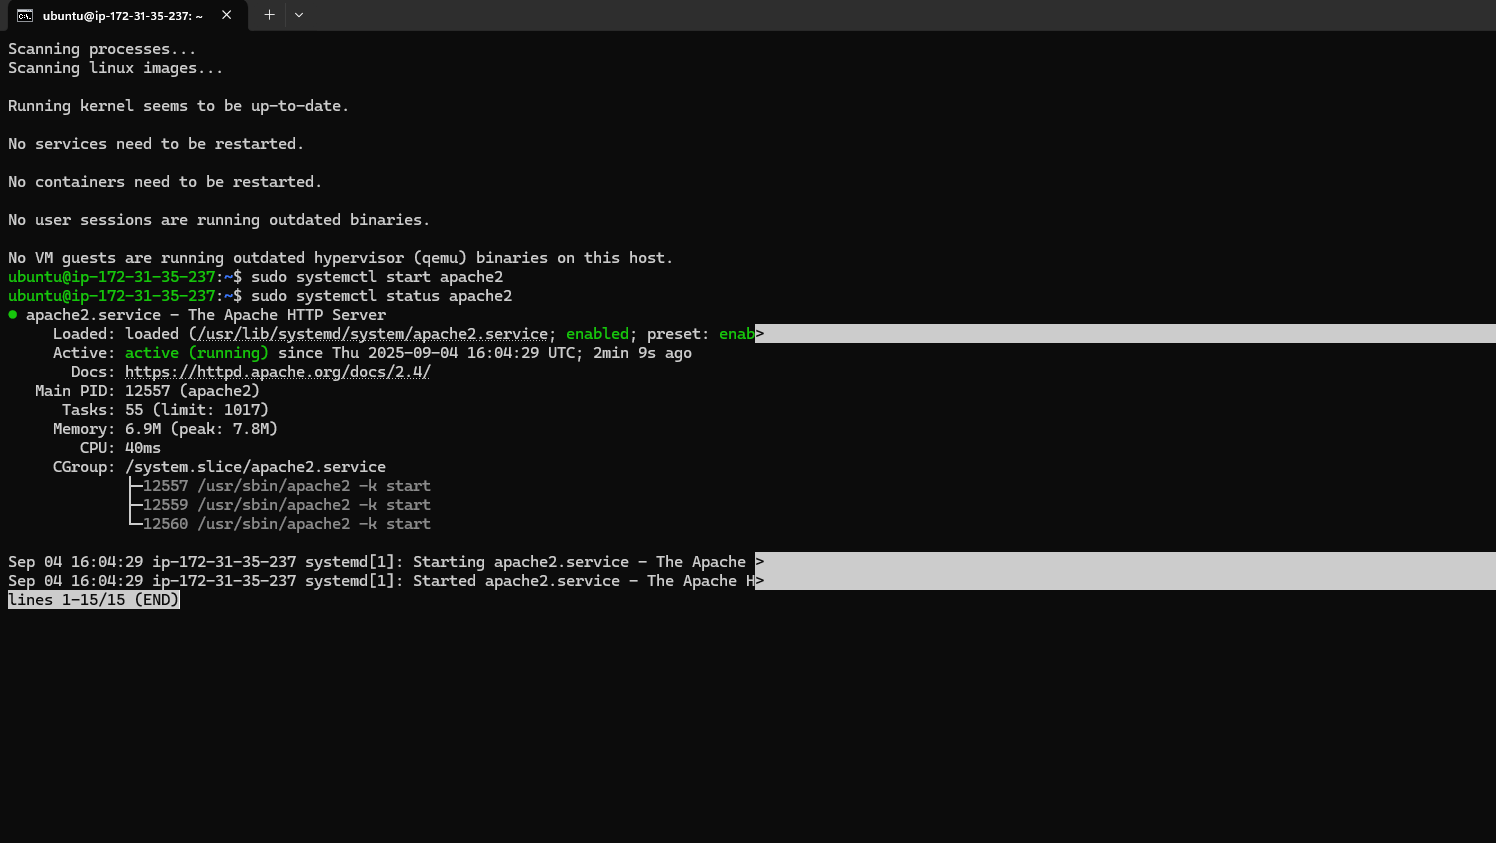 ubuntu@ip-172-31-35-237: ~
Scanning processes...
Scanning linux images...
Running kernel seems to be up-to-date.
No services need to be restarted.
No containers need to be restarted.
No user sessions are running outdated binaries.
No VM guests are running outdated hypervisor (qemu) binaries on this host.
ubuntu@ip-172-31-35-237:~$ sudo systemctl start apache2
ubuntu@ip-172-31-35-237:~$ sudo systemctl status apache2
● apache2.service - The Apache HTTP Server
Loaded: loaded (/usr/lib/systemd/system/apache2.service; enabled; preset: enab>
Active: active (running) since Thu 2025-09-04 16:04:29 UTC; 2min 9s ago
Docs: https://httpd.apache.org/docs/2.4/
Main PID: 12557 (apache2)
Tasks: 55 (limit: 1017)
Memory: 6.9M (peak: 7.8M)
CPU: 40ms
CGroup: /system.slice/apache2.service
├─12557 /usr/sbin/apache2 -k start
├─12559 /usr/sbin/apache2 -k start
└─12560 /usr/sbin/apache2 -k start
Sep 04 16:04:29 ip-172-31-35-237 systemd[1]: Starting apache2.service - The Apache >
Sep 04 16:04:29 ip-172-31-35-237 systemd[1]: Started apache2.service - The Apache H>
lines 1-15/15 (END)